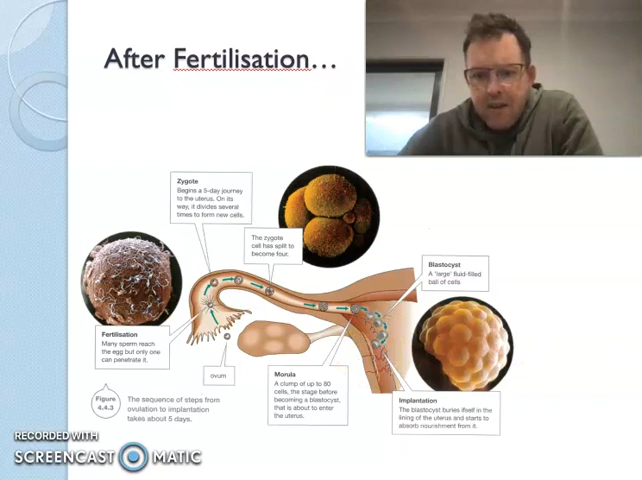 After Fertilisation…
Zygote
Begins a 5-day journey
to the uterus. On its
way, it divides several
times to form new cells.
The zygote
cell has split to
become four.
Blastocyst
A 'large' fluid-filled
ball of cells
Fertilisation
Many sperm reach
the egg but only one
can penetrate it.
ovum
Morula
A clump of up to 80
cells, the stage before
becoming a blastocyst,
that is about to enter
the uterus.
Implantation
The blastocyst buries itself in the
lining of the uterus and starts to
absorb nourishment from it.
Figure
4.4.3
The sequence of steps from
ovulation to implantation
takes about 5 days.
RECORDED WITH
SCREENCAST MATIC